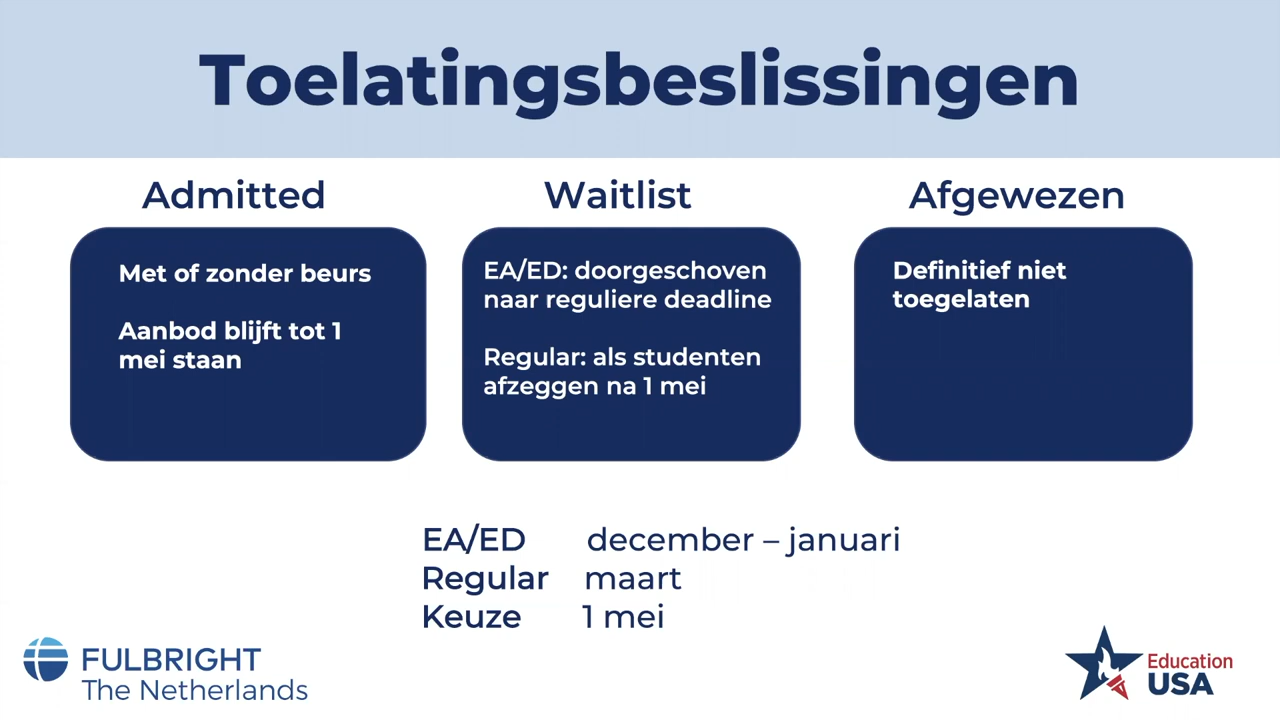 Toelatingsbeslissingen
Admitted
Met of zonder beurs
Aanbod blijft tot 1
mei staan
Waitlist
EA/ED: doorgeschoven
naar reguliere deadline
Regular: als studenten
afzeggen na 1 mei
Afgewezen
Definitief niet
toegelaten
EA/ED december – januari
Regular maart
Keuze 1 mei
FULBRIGHT
The Netherlands
Education
USA